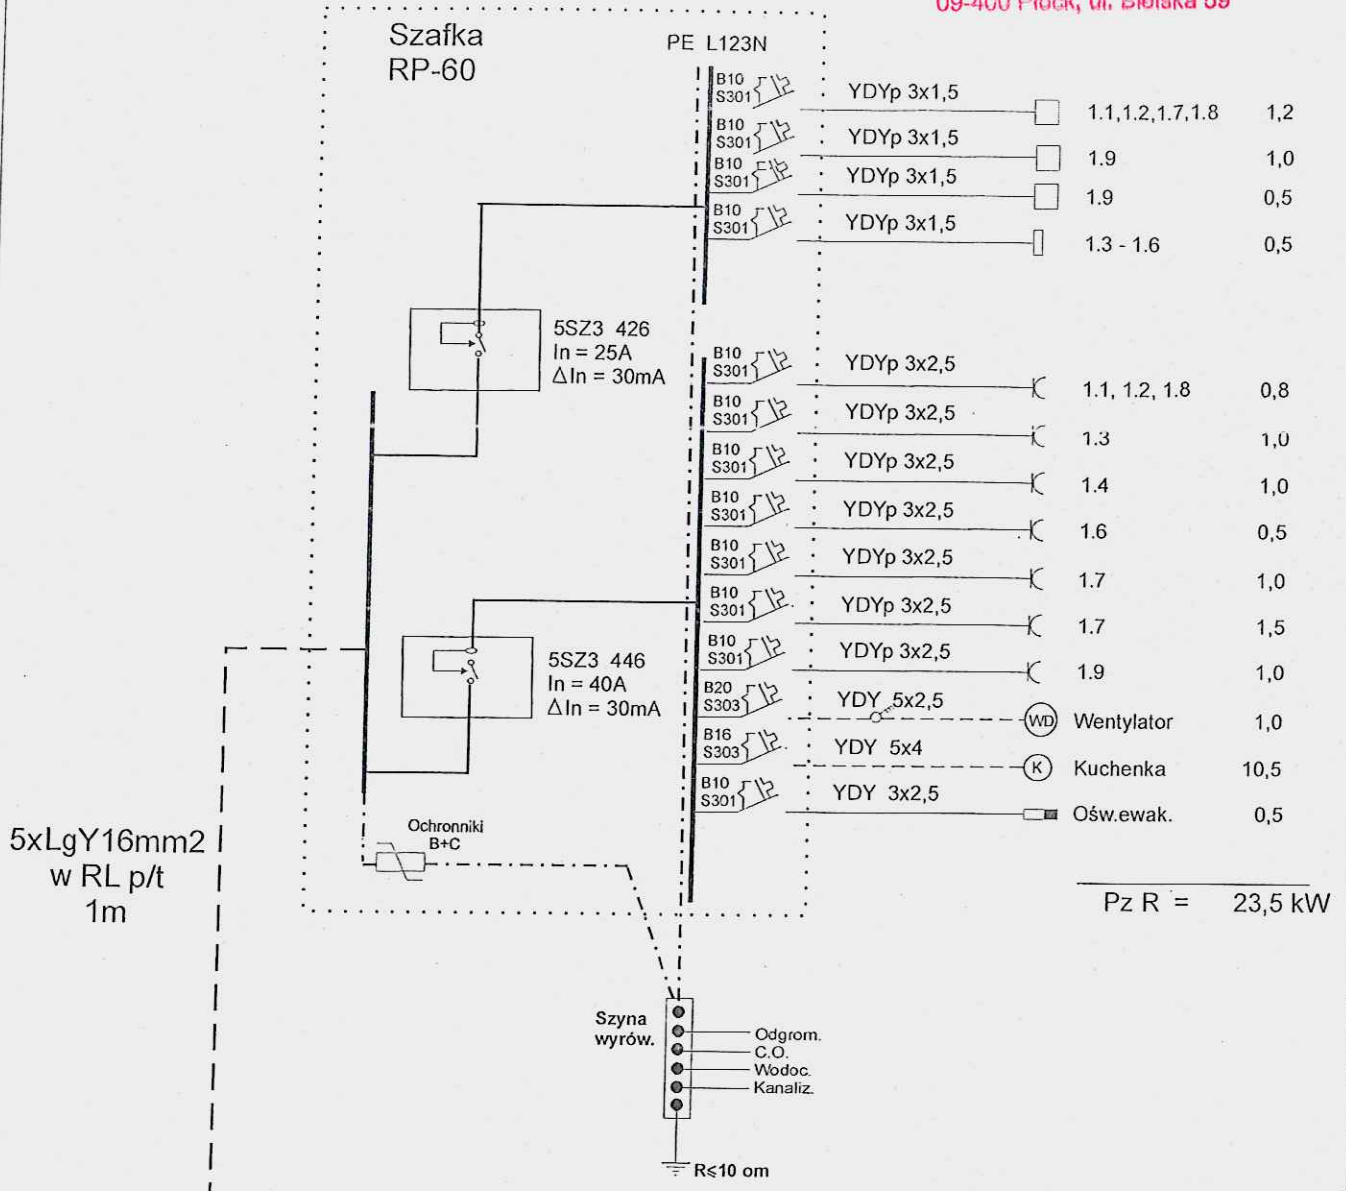 09-400 Płock, ul. Bielska 59
Szafka
RP-60
PE L123N
B10
S301
YDYp 3x1,5
1.1,1.2,1.7,1.8 1,2
B10
S301
YDYp 3x1,5
1.9 1,0
B10
S301
YDYp 3x1,5
1.9 0,5
B10
S301
YDYp 3x1,5
1.3 - 1.6 0,5
5SZ3 426
In = 25A
ΔIn = 30mA
B10
S301
YDYp 3x2,5
1.1, 1.2, 1.8 0,8
B10
S301
YDYp 3x2,5
1.3 1,0
B10
S301
YDYp 3x2,5
1.4 1,0
B10
S301
YDYp 3x2,5
1.6 0,5
B10
S301
YDYp 3x2,5
1.7 1,0
B10
S301
YDYp 3x2,5
1.7 1,5
B10
S301
YDYp 3x2,5
1.9 1,0
5SZ3 446
In = 40A
ΔIn = 30mA
B20
S303
YDY 5x2,5
WD Wentylator 1,0
B16
S303
YDY 5x4
K Kuchenka 10,5
B10
S301
YDY 3x2,5
Ośw.ewak. 0,5
Ochronniki
B+C
5xLgY16mm2
w RL p/t
1m
Pz R = 23,5 kW
Szyna
wyrów.
Odgrom.
C.O.
Wodoc.
Kanaliz.
R≤10 om